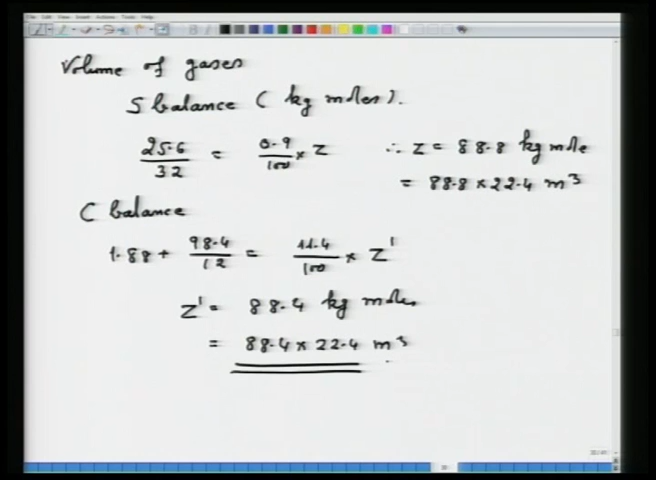 Volume of gases
S balance ( kg moles ).
25.6 / 32 = 0.9 / 100 × Z ∴ Z = 88.8 kg mole
= 88.8 × 22.4 m³
C balance
1.88 + 98.4 / 12 = 11.4 / 100 × Z'
Z' = 88.4 kg moles
= 88.4 × 22.4 m³